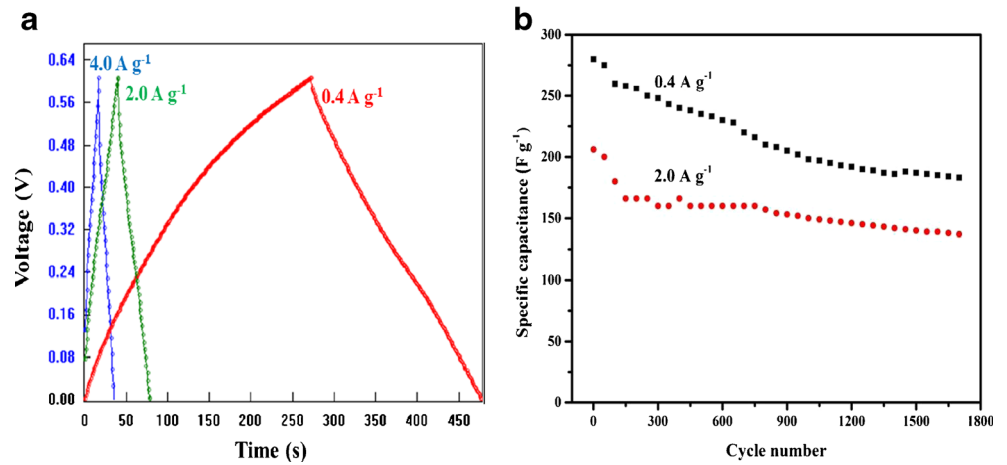 a
0.64
0.56
0.48
0.40
0.32
0.24
0.16
0.08
0.00
Voltage (V)
4.0 A g⁻¹
2.0 A g⁻¹
0.4 A g⁻¹
0 50 100 150 200 250 300 350 400 450
Time (s)
b
300
250
200
150
100
50
0
Specific capacitance (F g⁻¹)
0.4 A g⁻¹
2.0 A g⁻¹
0 300 600 900 1200 1500 1800
Cycle number